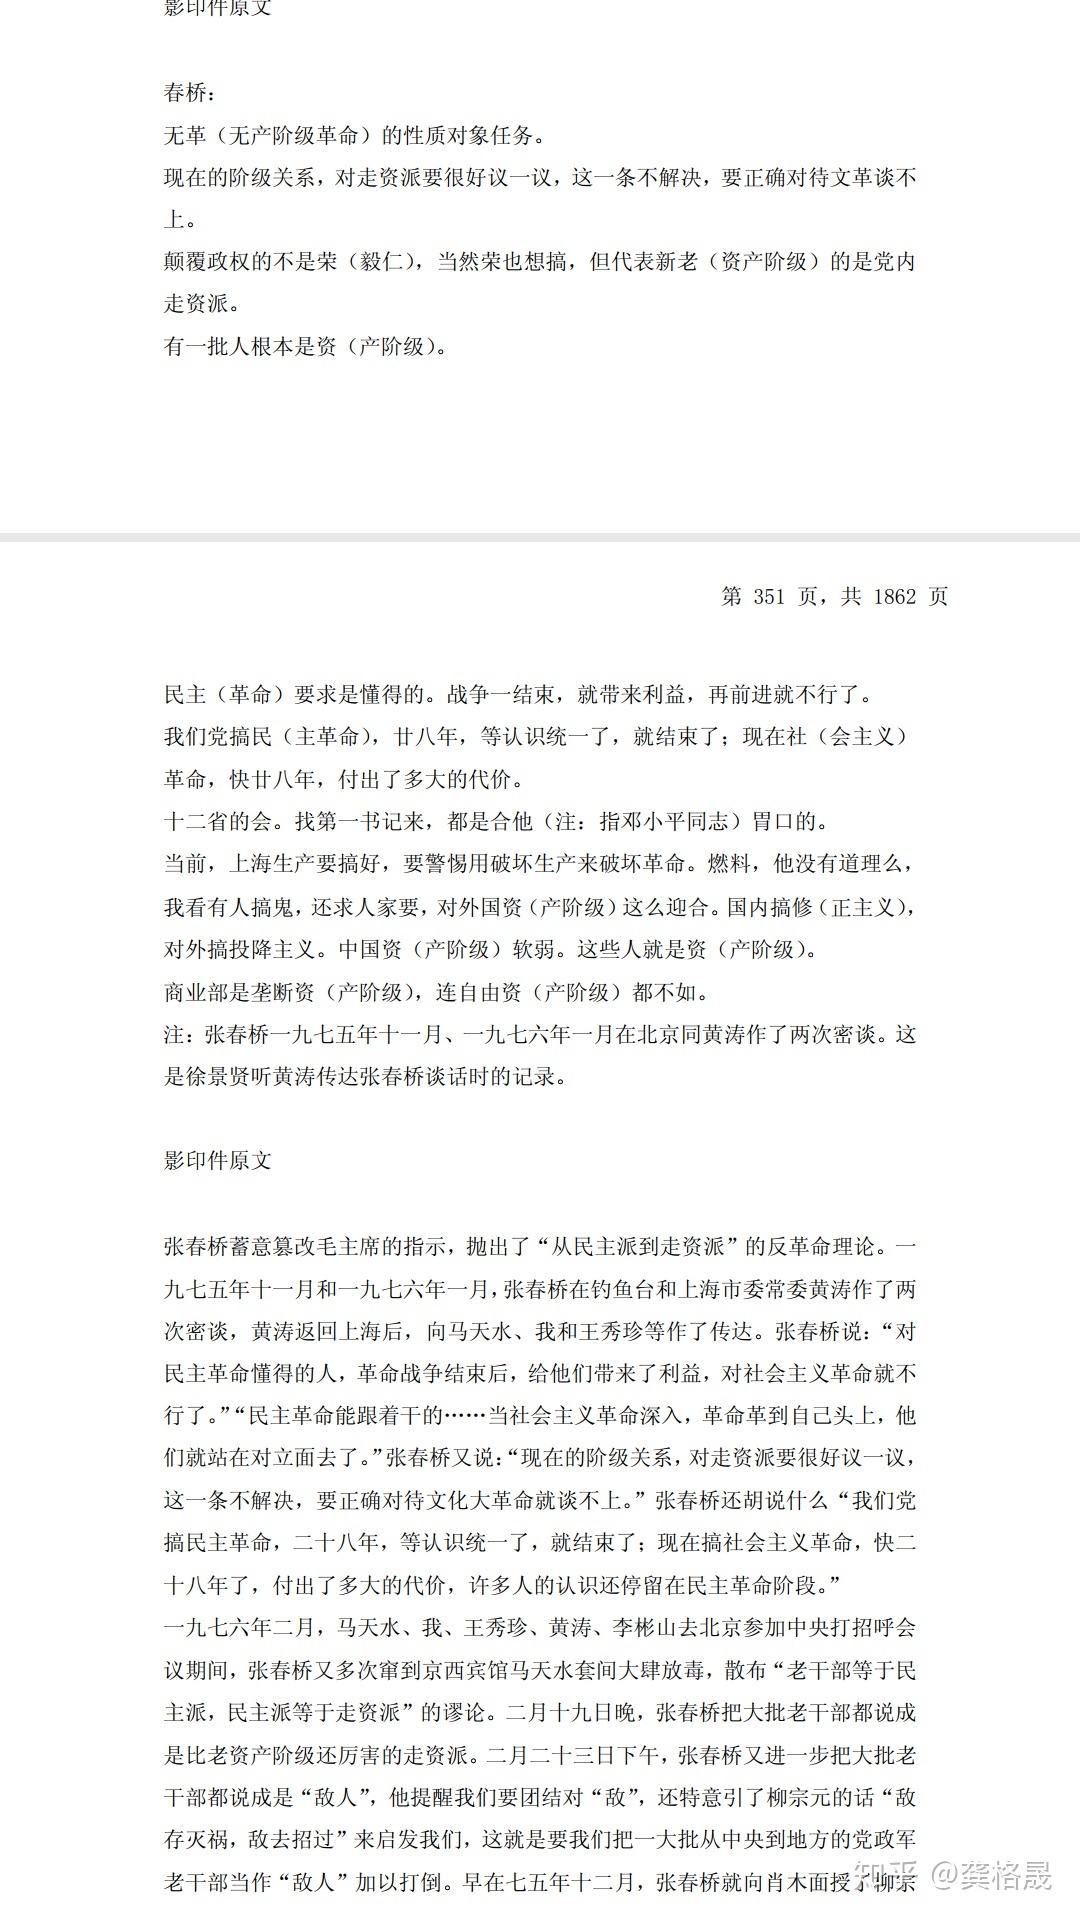 影印件原文
春桥：
无革（无产阶级革命）的性质对象任务。
现在的阶级关系，对走资派要很好议一议，这一条不解决，要正确对待文革谈不
上。
颠覆政权的不是荣（毅仁），当然荣也想搞，但代表新老（资产阶级）的是党内
走资派。
有一批人根本是资（产阶级）。
第 351 页，共 1862 页
民主（革命）要求是懂得的。战争一结束，就带来利益，再前进就不行了。
我们党搞民（主革命），廿八年，等认识统一了，就结束了；现在社（会主义）
革命，快廿八年，付出了多大的代价。
十二省的会。找第一书记来，都是合他（注：指邓小平同志）胃口的。
当前，上海生产要搞好，要警惕用破坏生产来破坏革命。燃料，他没有道理么，
我看有人搞鬼，还求人家要，对外国资（产阶级）这么迎合。国内搞修（正主义），
对外搞投降主义。中国资（产阶级）软弱。这些人就是资（产阶级）。
商业部是垄断资（产阶级），连自由资（产阶级）都不如。
注：张春桥一九七五年十一月、一九七六年一月在北京同黄涛作了两次密谈。这
是徐景贤听黄涛传达张春桥谈话时的记录。
影印件原文
张春桥蓄意篡改毛主席的指示，抛出了“从民主派到走资派”的反革命理论。一
九七五年十一月和一九七六年一月，张春桥在钓鱼台和上海市委常委黄涛作了两
次密谈，黄涛返回上海后，向马天水、我和王秀珍等作了传达。张春桥说：“对
民主革命懂得的人，革命战争结束后，给他们带来了利益，对社会主义革命就不
行了。”“民主革命能跟着干的……当社会主义革命深入，革命革到自己头上，他
们就站在对立面去了。”张春桥又说：“现在的阶级关系，对走资派要很好议一议，
这一条不解决，要正确对待文化大革命就谈不上。”张春桥还胡说什么“我们党
搞民主革命，二十八年，等认识统一了，就结束了；现在搞社会主义革命，快二
十八年了，付出了多大的代价，许多人的认识还停留在民主革命阶段。”
一九七六年二月，马天水、我、王秀珍、黄涛、李彬山去北京参加中央打招呼会
议期间，张春桥又多次窜到京西宾馆马天水套间大肆放毒，散布“老干部等于民
主派，民主派等于走资派”的谬论。二月十九日晚，张春桥把大批老干部都说成
是比老资产阶级还厉害的走资派。二月二十三日下午，张春桥又进一步把大批老
干部都说成是“敌人”，他提醒我们要团结对“敌”，还特意引了柳宗元的话“敌
存灭祸，敌去招过”来启发我们，这就是要我们把一大批从中央到地方的党政军
老干部当作“敌人”加以打倒。早在七五年十二月，张春桥就向肖木面授了柳宗
知乎 @龚格晟